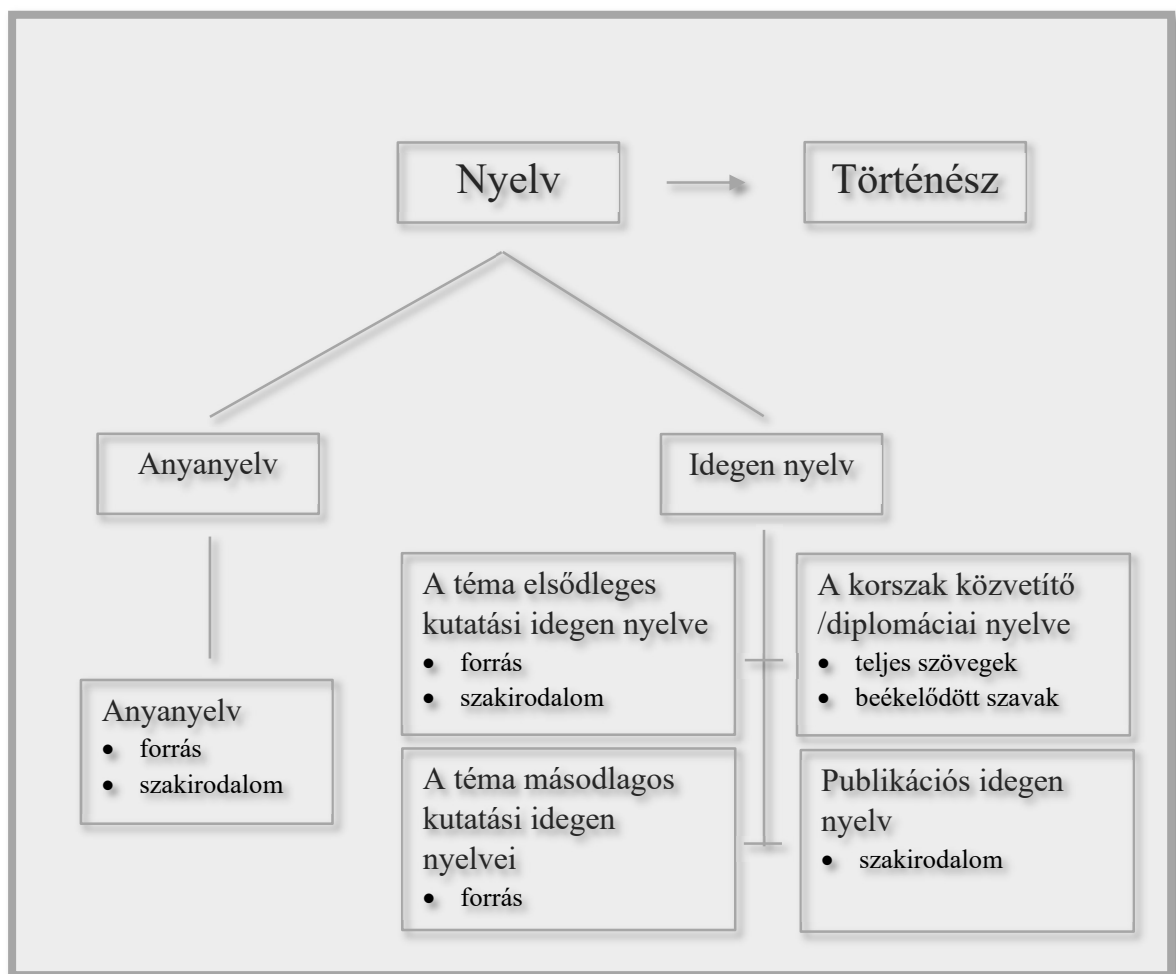 Nyelv
Történész
Anyanyelv
Idegen nyelv
Anyanyelv
• forrás
• szakirodalom
A téma elsődleges
kutatási idegen nyelve
• forrás
• szakirodalom
A korszak közvetítő
/diplomáciai nyelve
• teljes szövegek
• beékelődött szavak
A téma másodlagos
kutatási idegen
nyelvei
• forrás
Publikációs idegen
nyelv
• szakirodalom